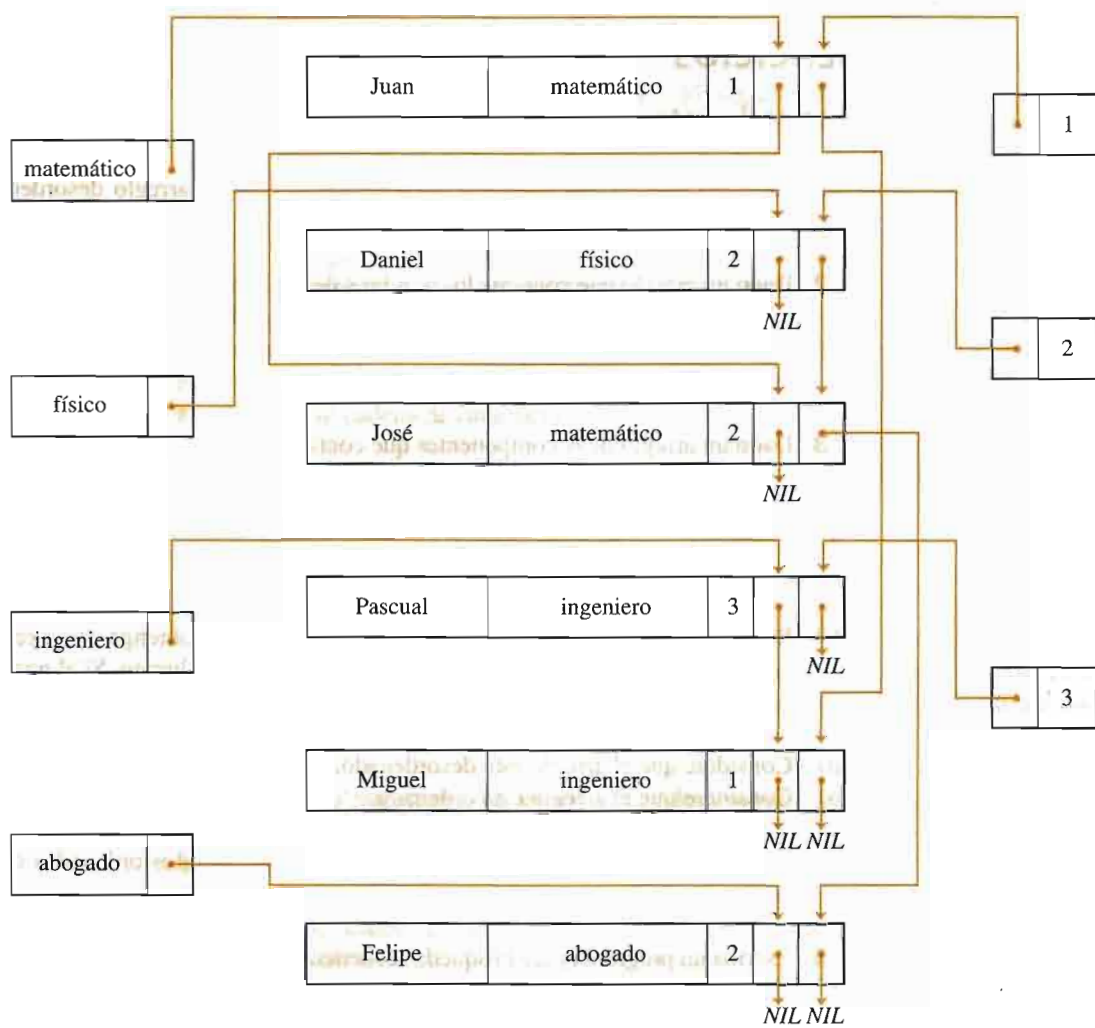 Juan matemático 1
1
matemático
Daniel físico 2
NIL
2
físico
José matemático 2
NIL
Pascual ingeniero 3
ingeniero
NIL
3
Miguel ingeniero 1
NIL NIL
abogado
Felipe abogado 2
NIL NIL